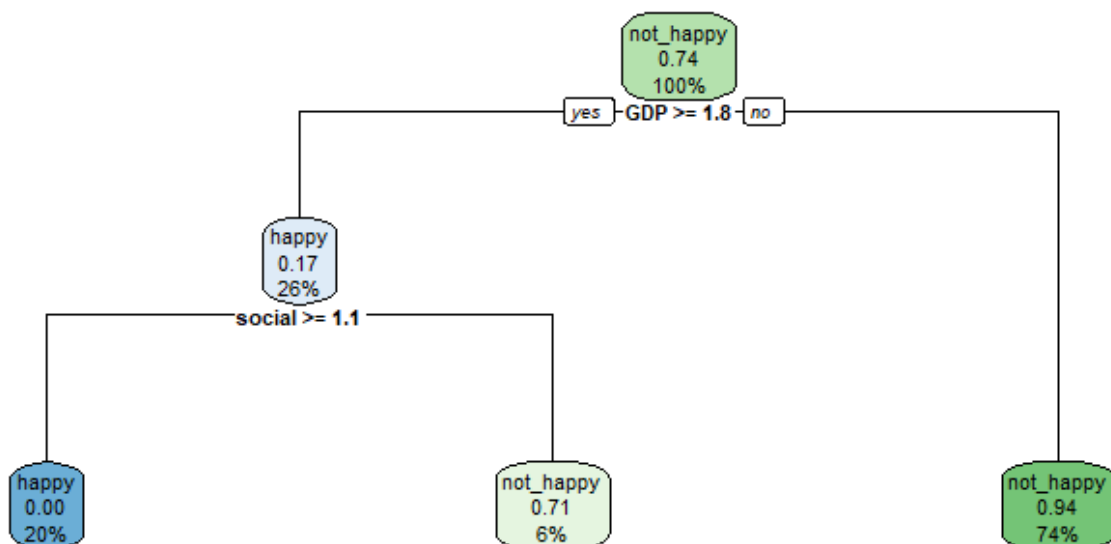 not_happy
0.74
100%
yes GDP >= 1.8 no
happy
0.17
26%
social >= 1.1
happy
0.00
20%
not_happy
0.71
6%
not_happy
0.94
74%